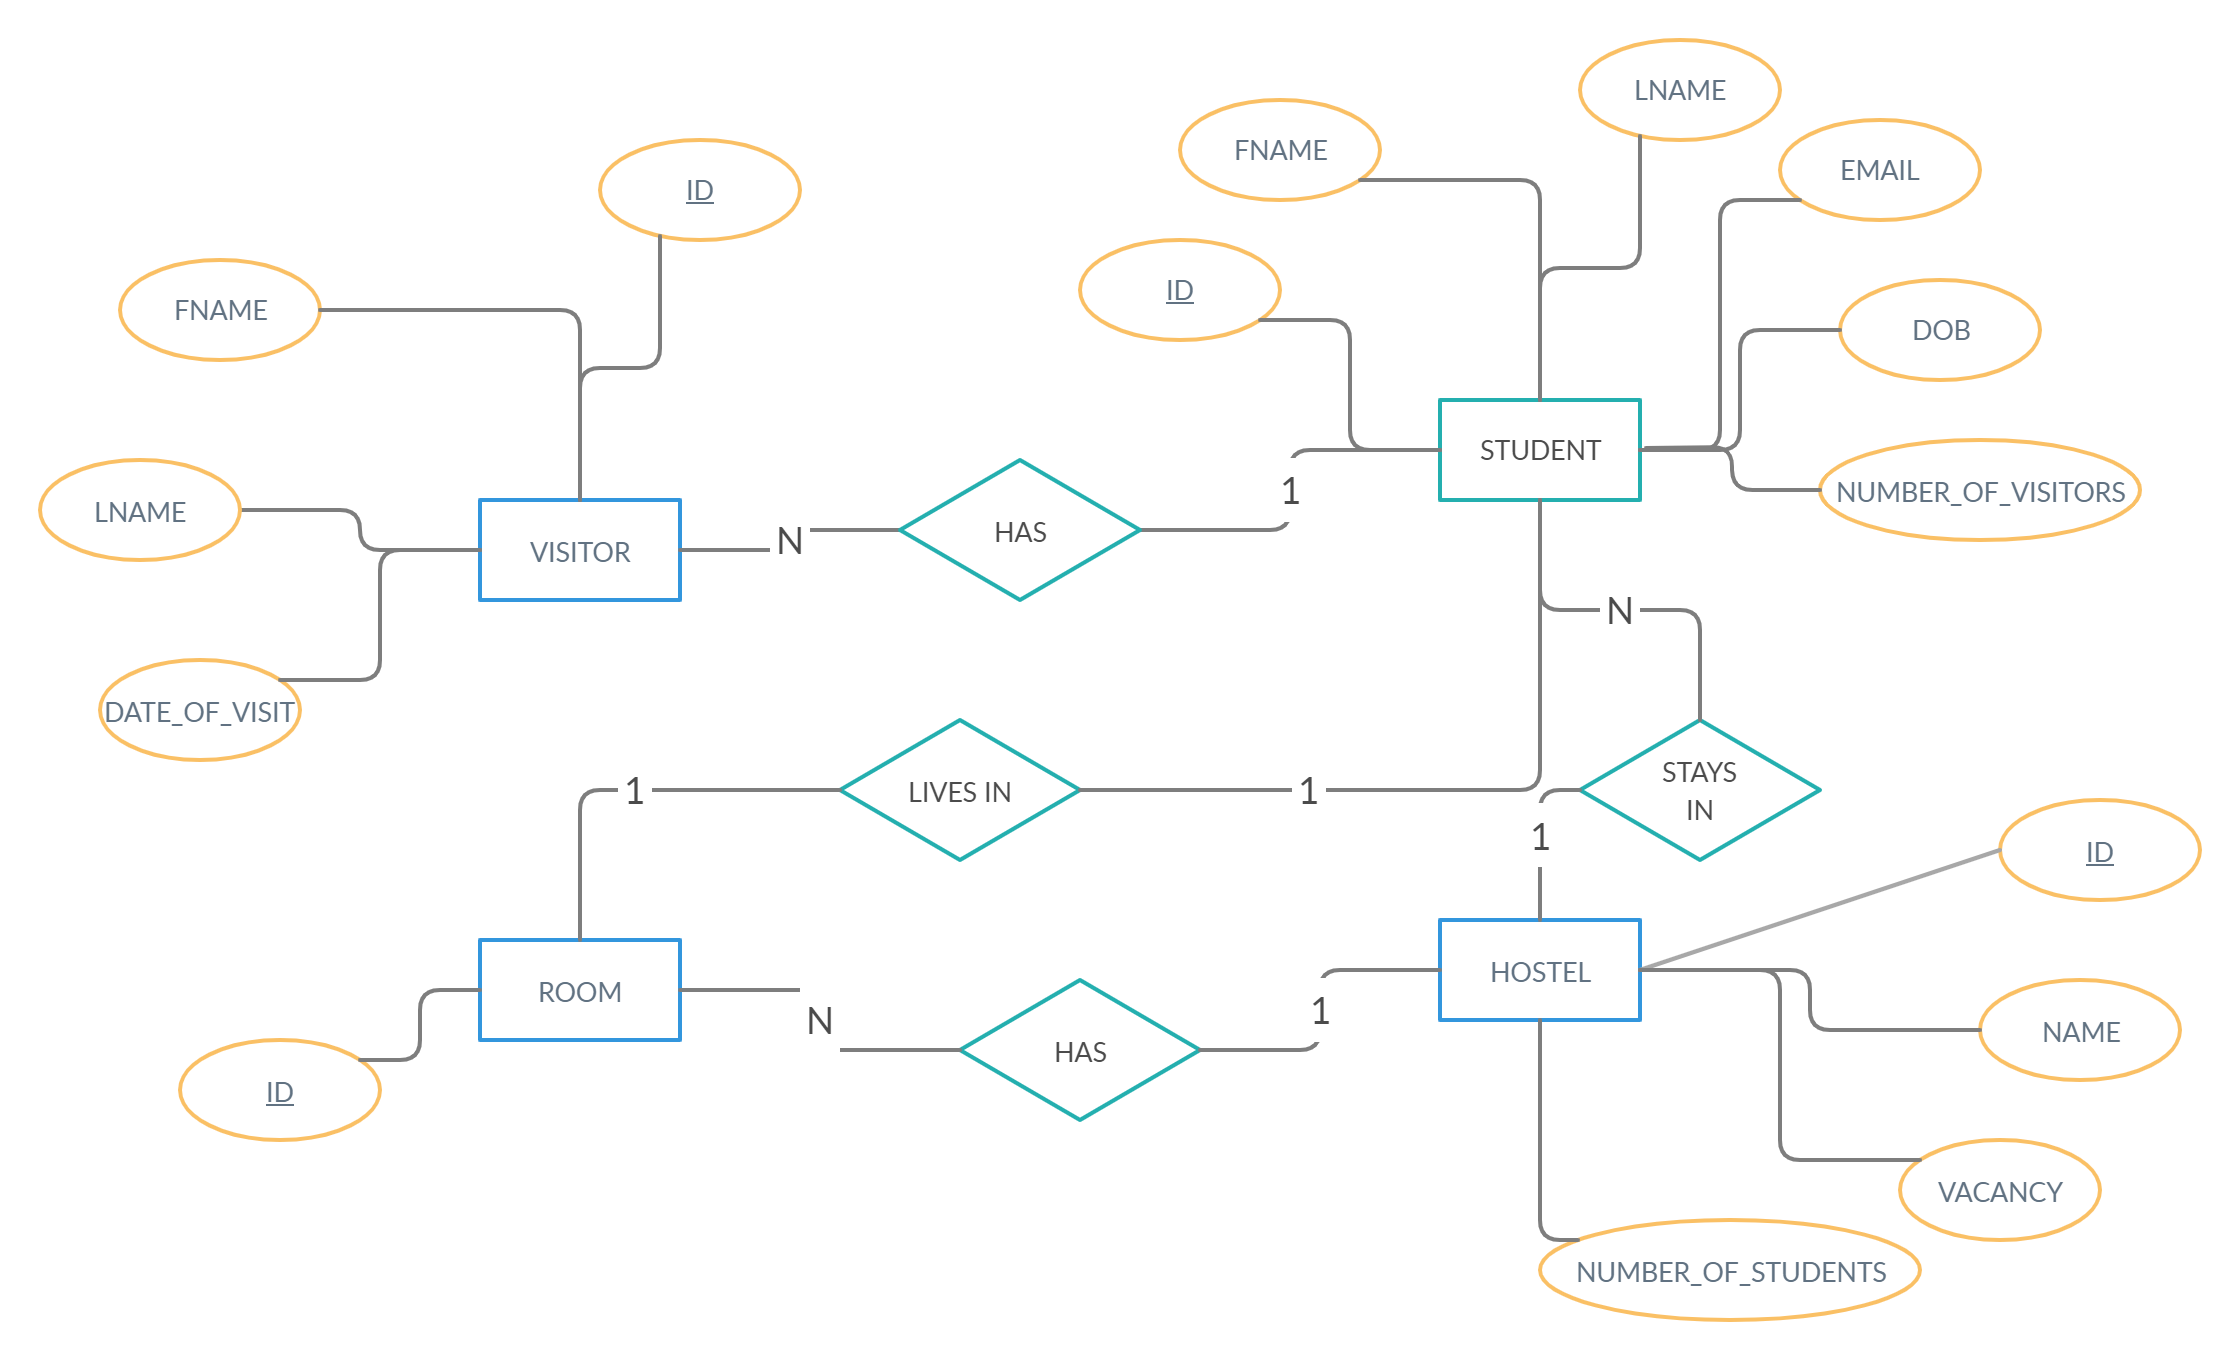 LNAME
FNAME
EMAIL
ID
ID
FNAME
DOB
STUDENT
1
NUMBER_OF_VISITORS
LNAME
VISITOR
N
HAS
N
DATE_OF_VISIT
STAYS
IN
1
LIVES IN
1
1
ID
HOSTEL
ROOM
N
1
NAME
HAS
ID
VACANCY
NUMBER_OF_STUDENTS